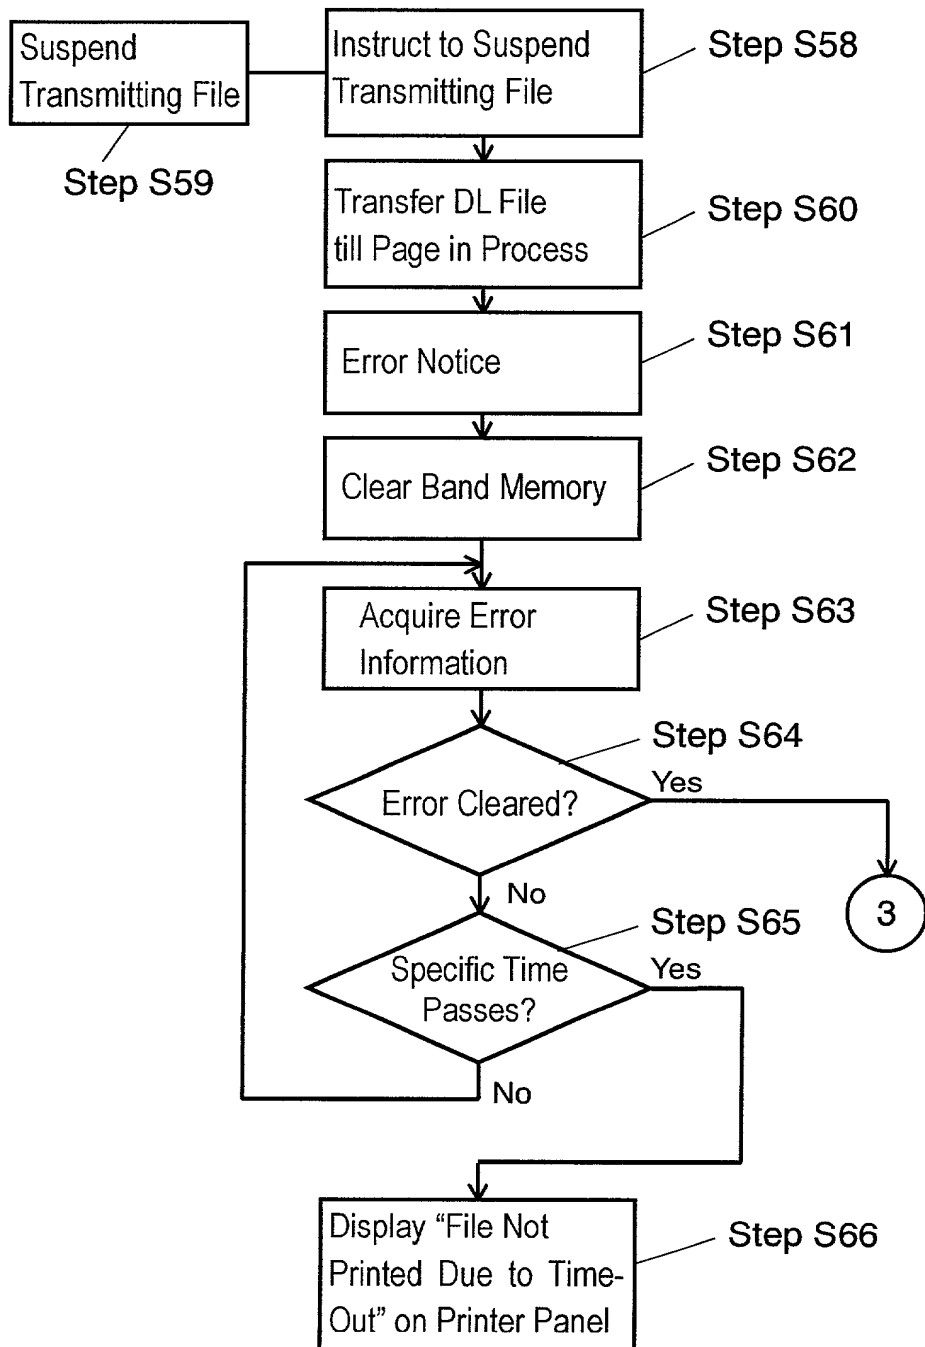 Suspend
Transmitting File
Step S59
Instruct to Suspend
Transmitting File
Step S58
Transfer DL File
till Page in Process
Step S60
Error Notice
Step S61
Clear Band Memory
Step S62
Acquire Error
Information
Step S63
Step S64
Error Cleared?
Yes
No
3
Step S65
Specific Time
Passes?
Yes
No
Display “File Not
Printed Due to Time-
Out” on Printer Panel
Step S66